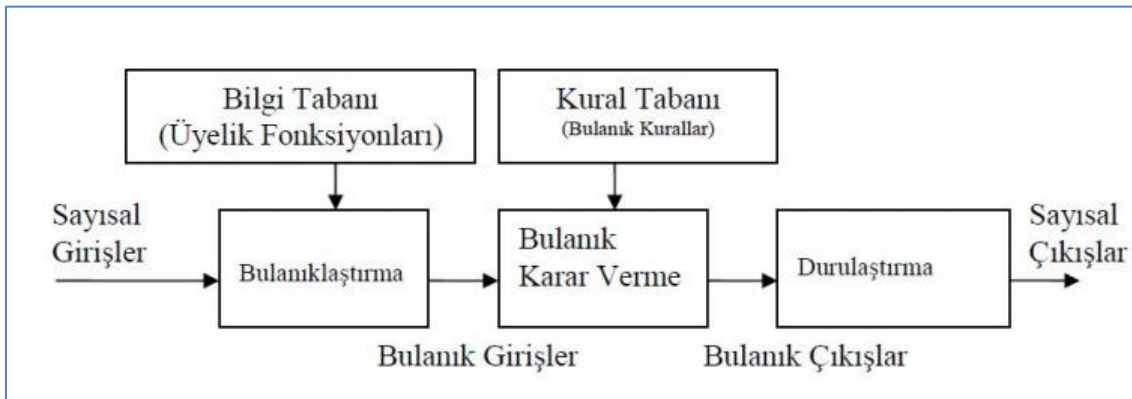 Bilgi Tabanı
(Üyelik Fonksiyonları)
Kural Tabanı
(Bulanık Kurallar)
Sayısal
Girişler
Bulanıklaştırma
Bulanık
Karar Verme
Durulaştırma
Sayısal
Çıkışlar
Bulanık Girişler
Bulanık Çıkışlar